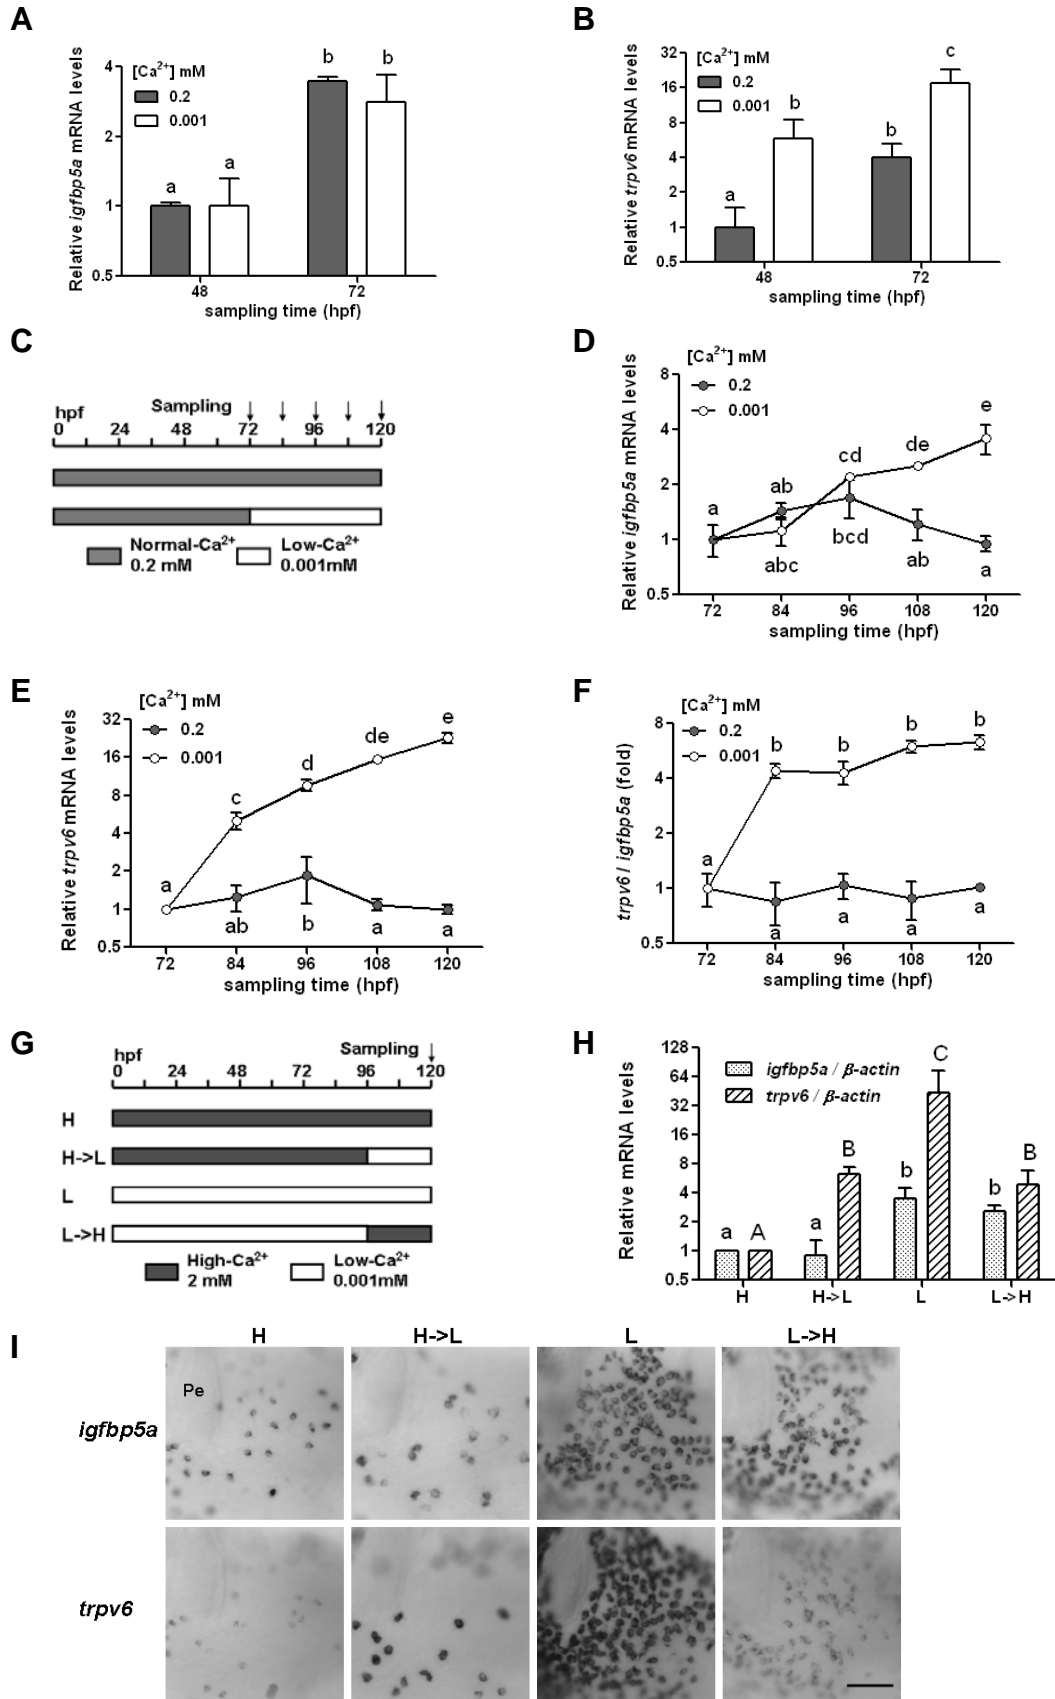 A
Relative igfbp5a mRNA levels
[Ca²⁺] mM
0.2
0.001
4
2
1
0.5
a
a
b
b
48
72
sampling time (hpf)
B
Relative trpv6 mRNA levels
[Ca²⁺] mM
0.2
0.001
32
16
8
4
2
1
0.5
a
b
b
c
48
72
sampling time (hpf)
C
Sampling
hpf
0
24
48
72
96
120
Normal-Ca²⁺
0.2 mM
Low-Ca²⁺
0.001mM
D
Relative igfbp5a mRNA levels
[Ca²⁺] mM
0.2
0.001
8
4
2
1
0.5
a
ab
abc
cd
bcd
de
ab
e
a
72
84
96
108
120
sampling time (hpf)
E
Relative trpv6 mRNA levels
[Ca²⁺] mM
0.2
0.001
32
16
8
4
2
1
0.5
a
c
ab
d
b
de
a
e
a
72
84
96
108
120
sampling time (hpf)
F
trpv6 / igfbp5a (fold)
[Ca²⁺] mM
0.2
0.001
8
4
2
1
0.5
a
b
a
b
a
b
a
b
a
72
84
96
108
120
sampling time (hpf)
G
Sampling
hpf
0
24
48
72
96
120
H
H->L
L
L->H
High-Ca²⁺
2 mM
Low-Ca²⁺
0.001mM
H
Relative mRNA levels
igfbp5a / β-actin
trpv6 / β-actin
128
64
32
16
8
4
2
1
0.5
a
A
a
B
b
C
b
B
H
H->L
L
L->H
I
H
H->L
L
L->H
Pe
igfbp5a
trpv6